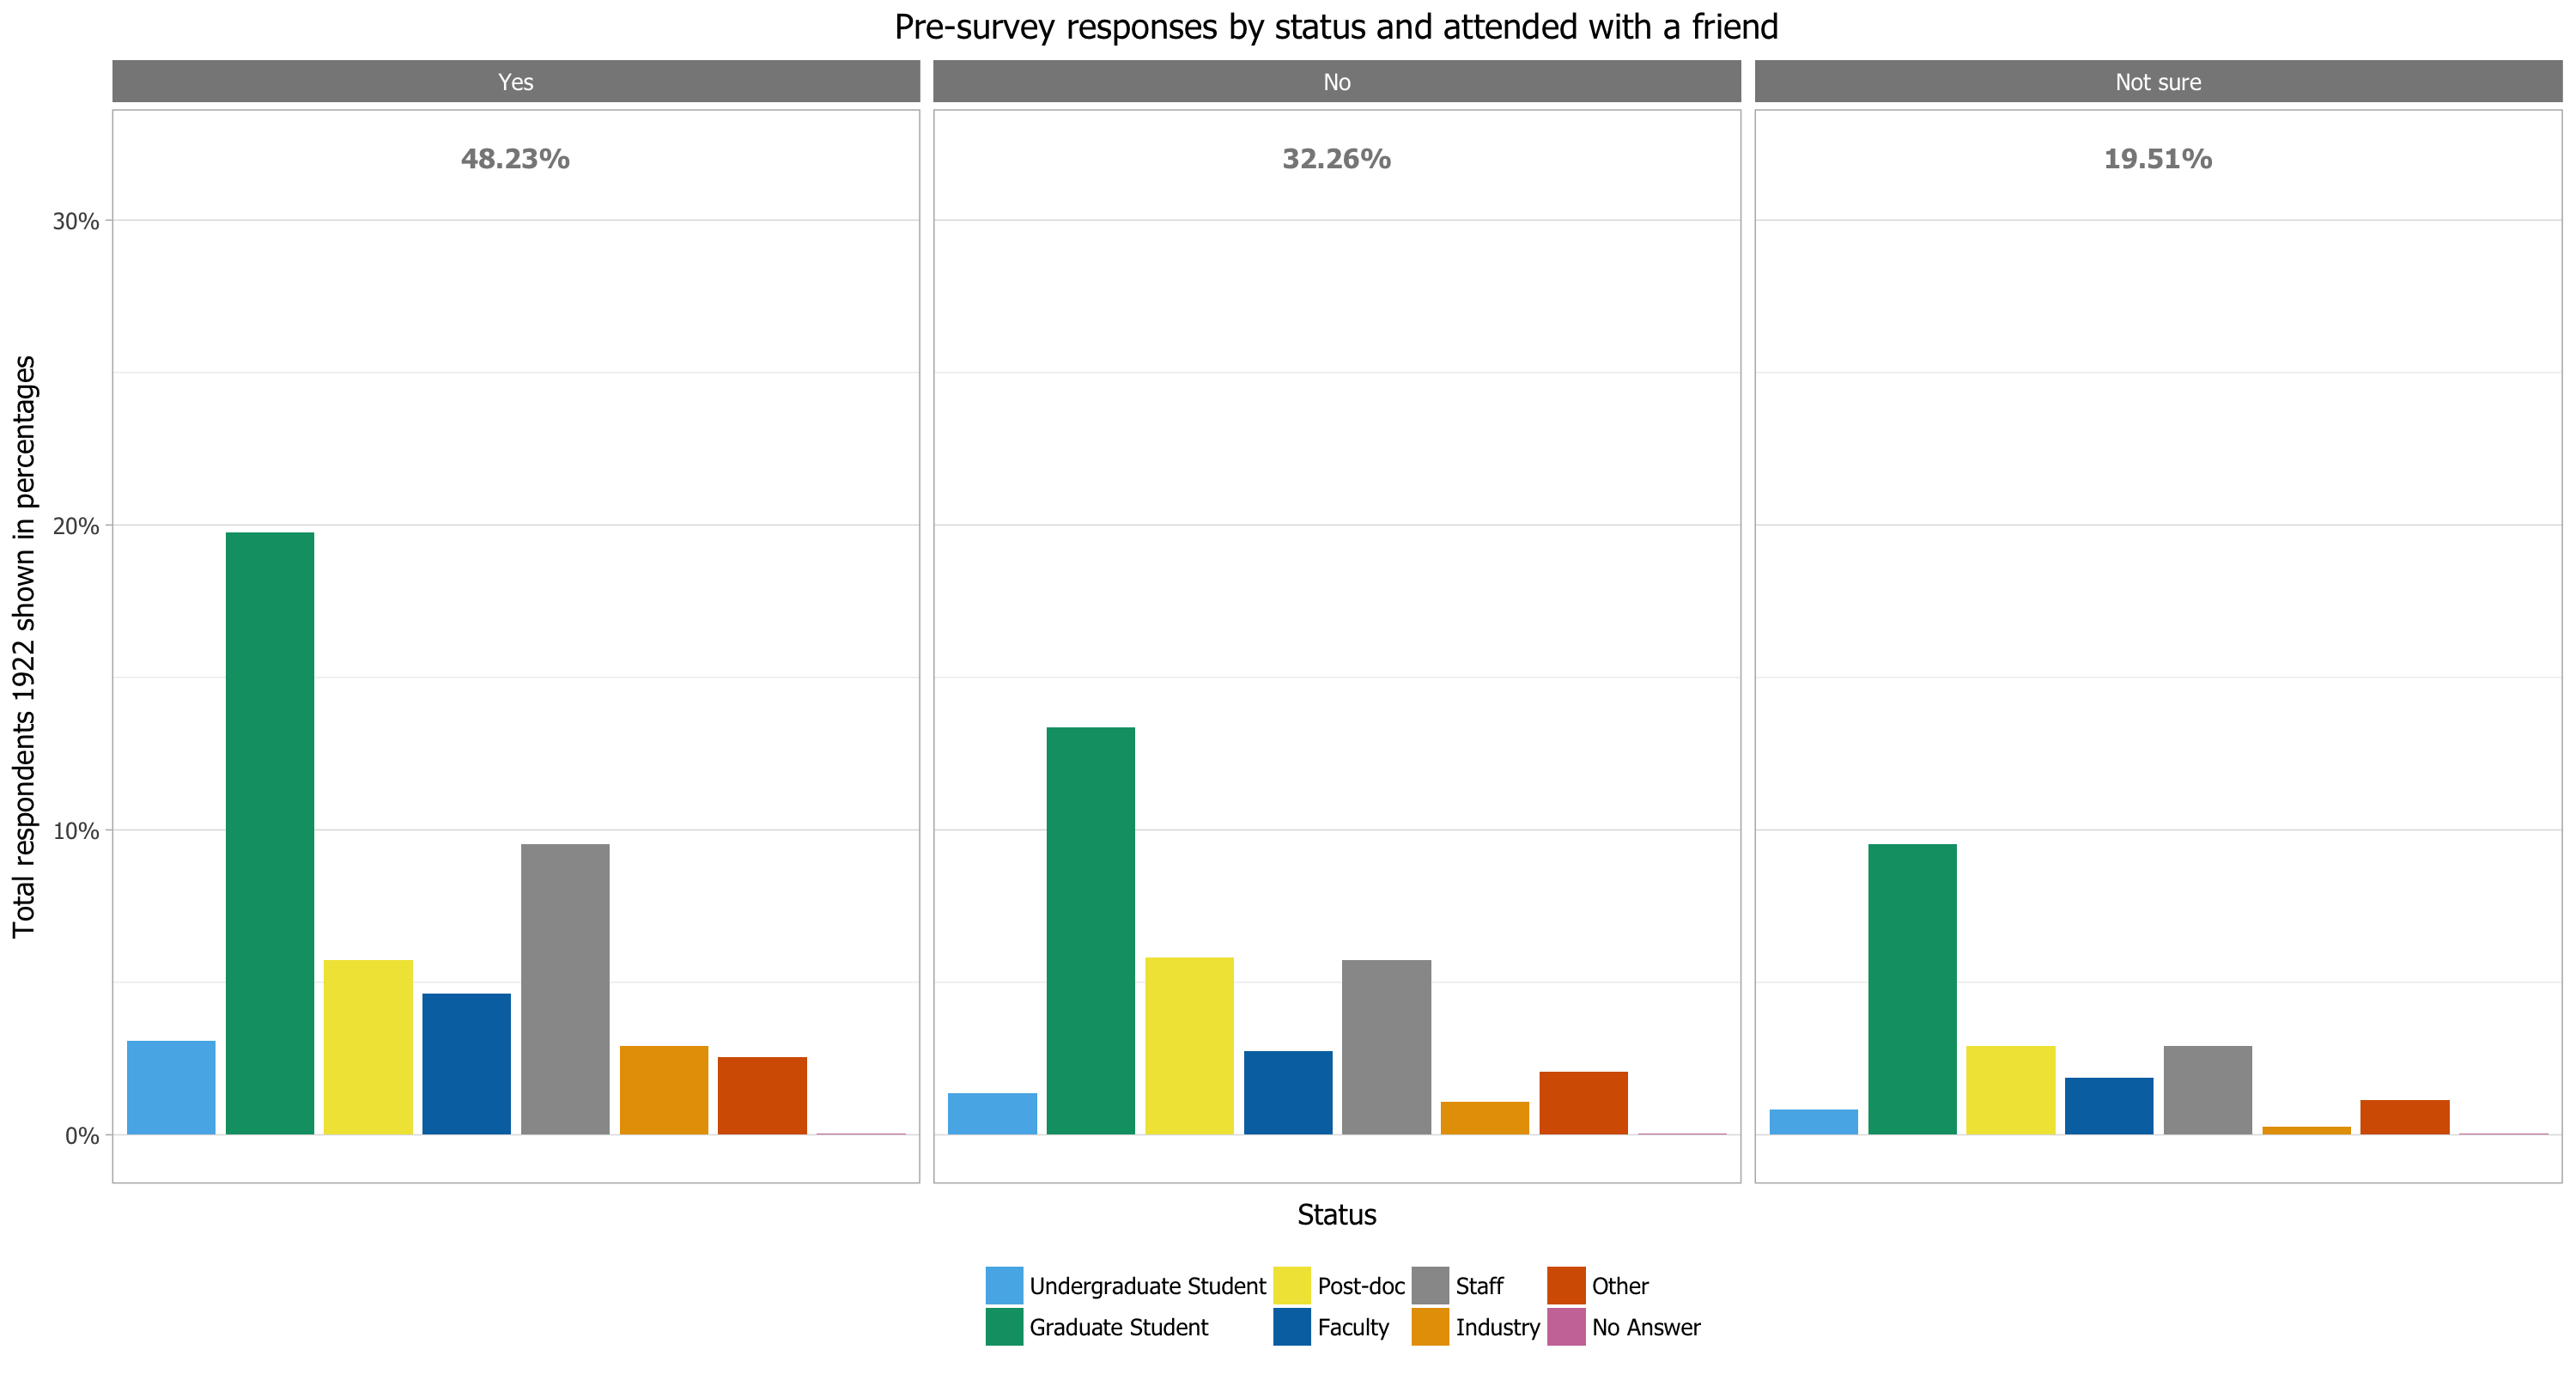 Pre-survey responses by status and attended with a friend
Yes
No
Not sure
48.23%
32.26%
19.51%
Total respondents 1922 shown in percentages
30%
20%
10%
0%
Status
Undergraduate Student
Post-doc
Staff
Other
Graduate Student
Faculty
Industry
No Answer